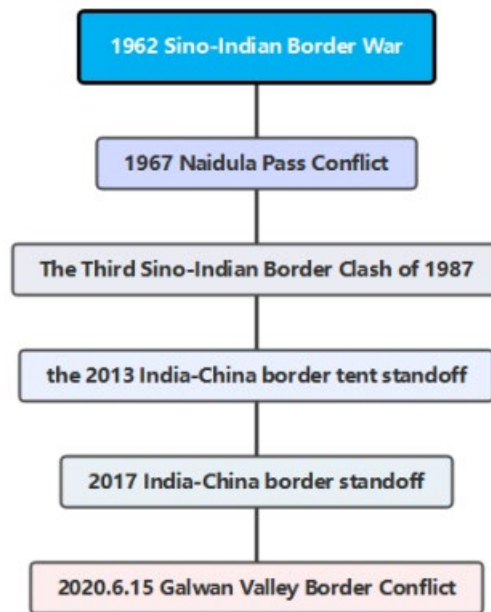 1962 Sino-Indian Border War
1967 Naidula Pass Conflict
The Third Sino-Indian Border Clash of 1987
the 2013 India-China border tent standoff
2017 India-China border standoff
2020.6.15 Galwan Valley Border Conflict